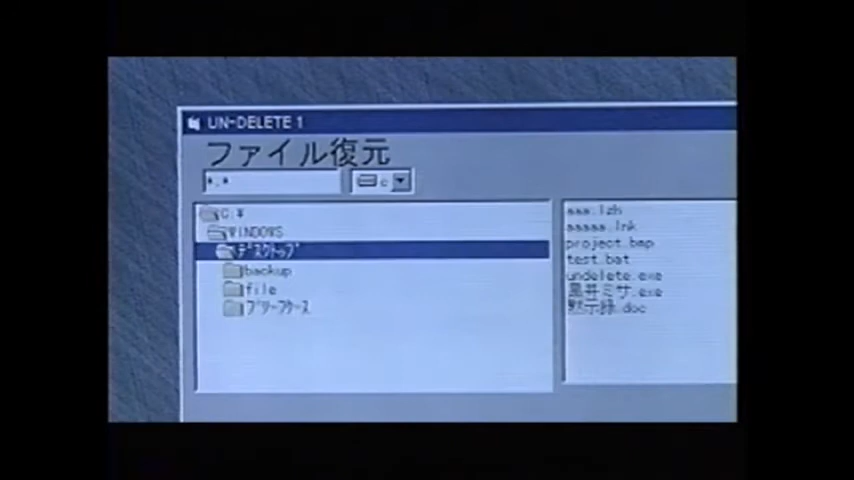 UN-DELETE 1
ファイル復元
*.*
c
C:¥
WINDOWS
ﾃﾞｽｸﾄｯﾌﾟ
backup
file
ﾌﾞﾘｰﾌｹｰｽ
aaa.lzh
aaaaa.lnk
project.bmp
test.bat
undelete.exe
黒井ミサ.exe
黙示録.doc